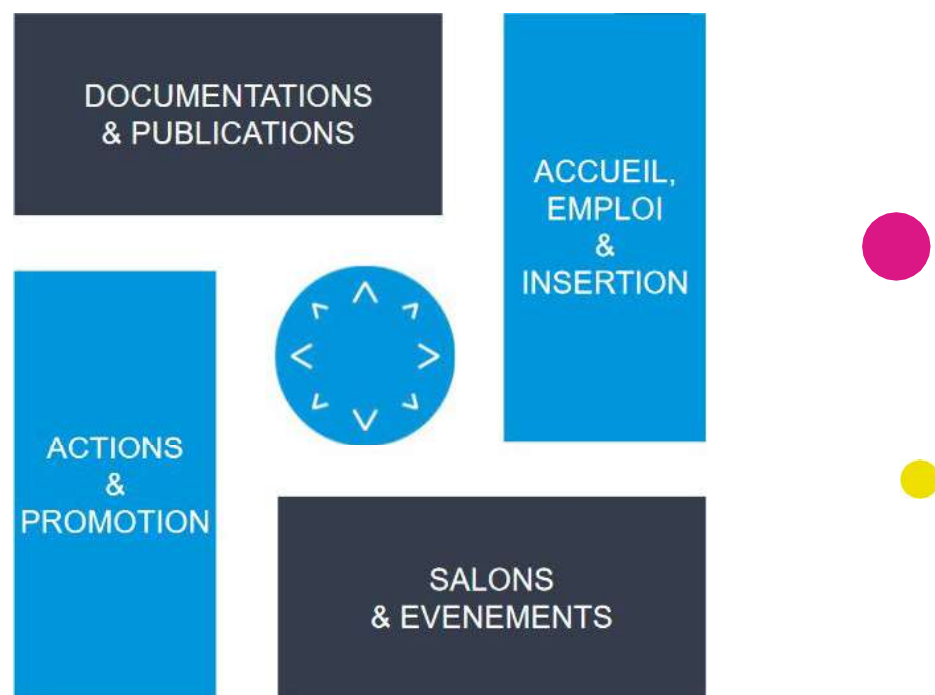 DOCUMENTATIONS
& PUBLICATIONS
ACCUEIL,
EMPLOI
&
INSERTION
ACTIONS
&
PROMOTION
SALONS
& EVENEMENTS